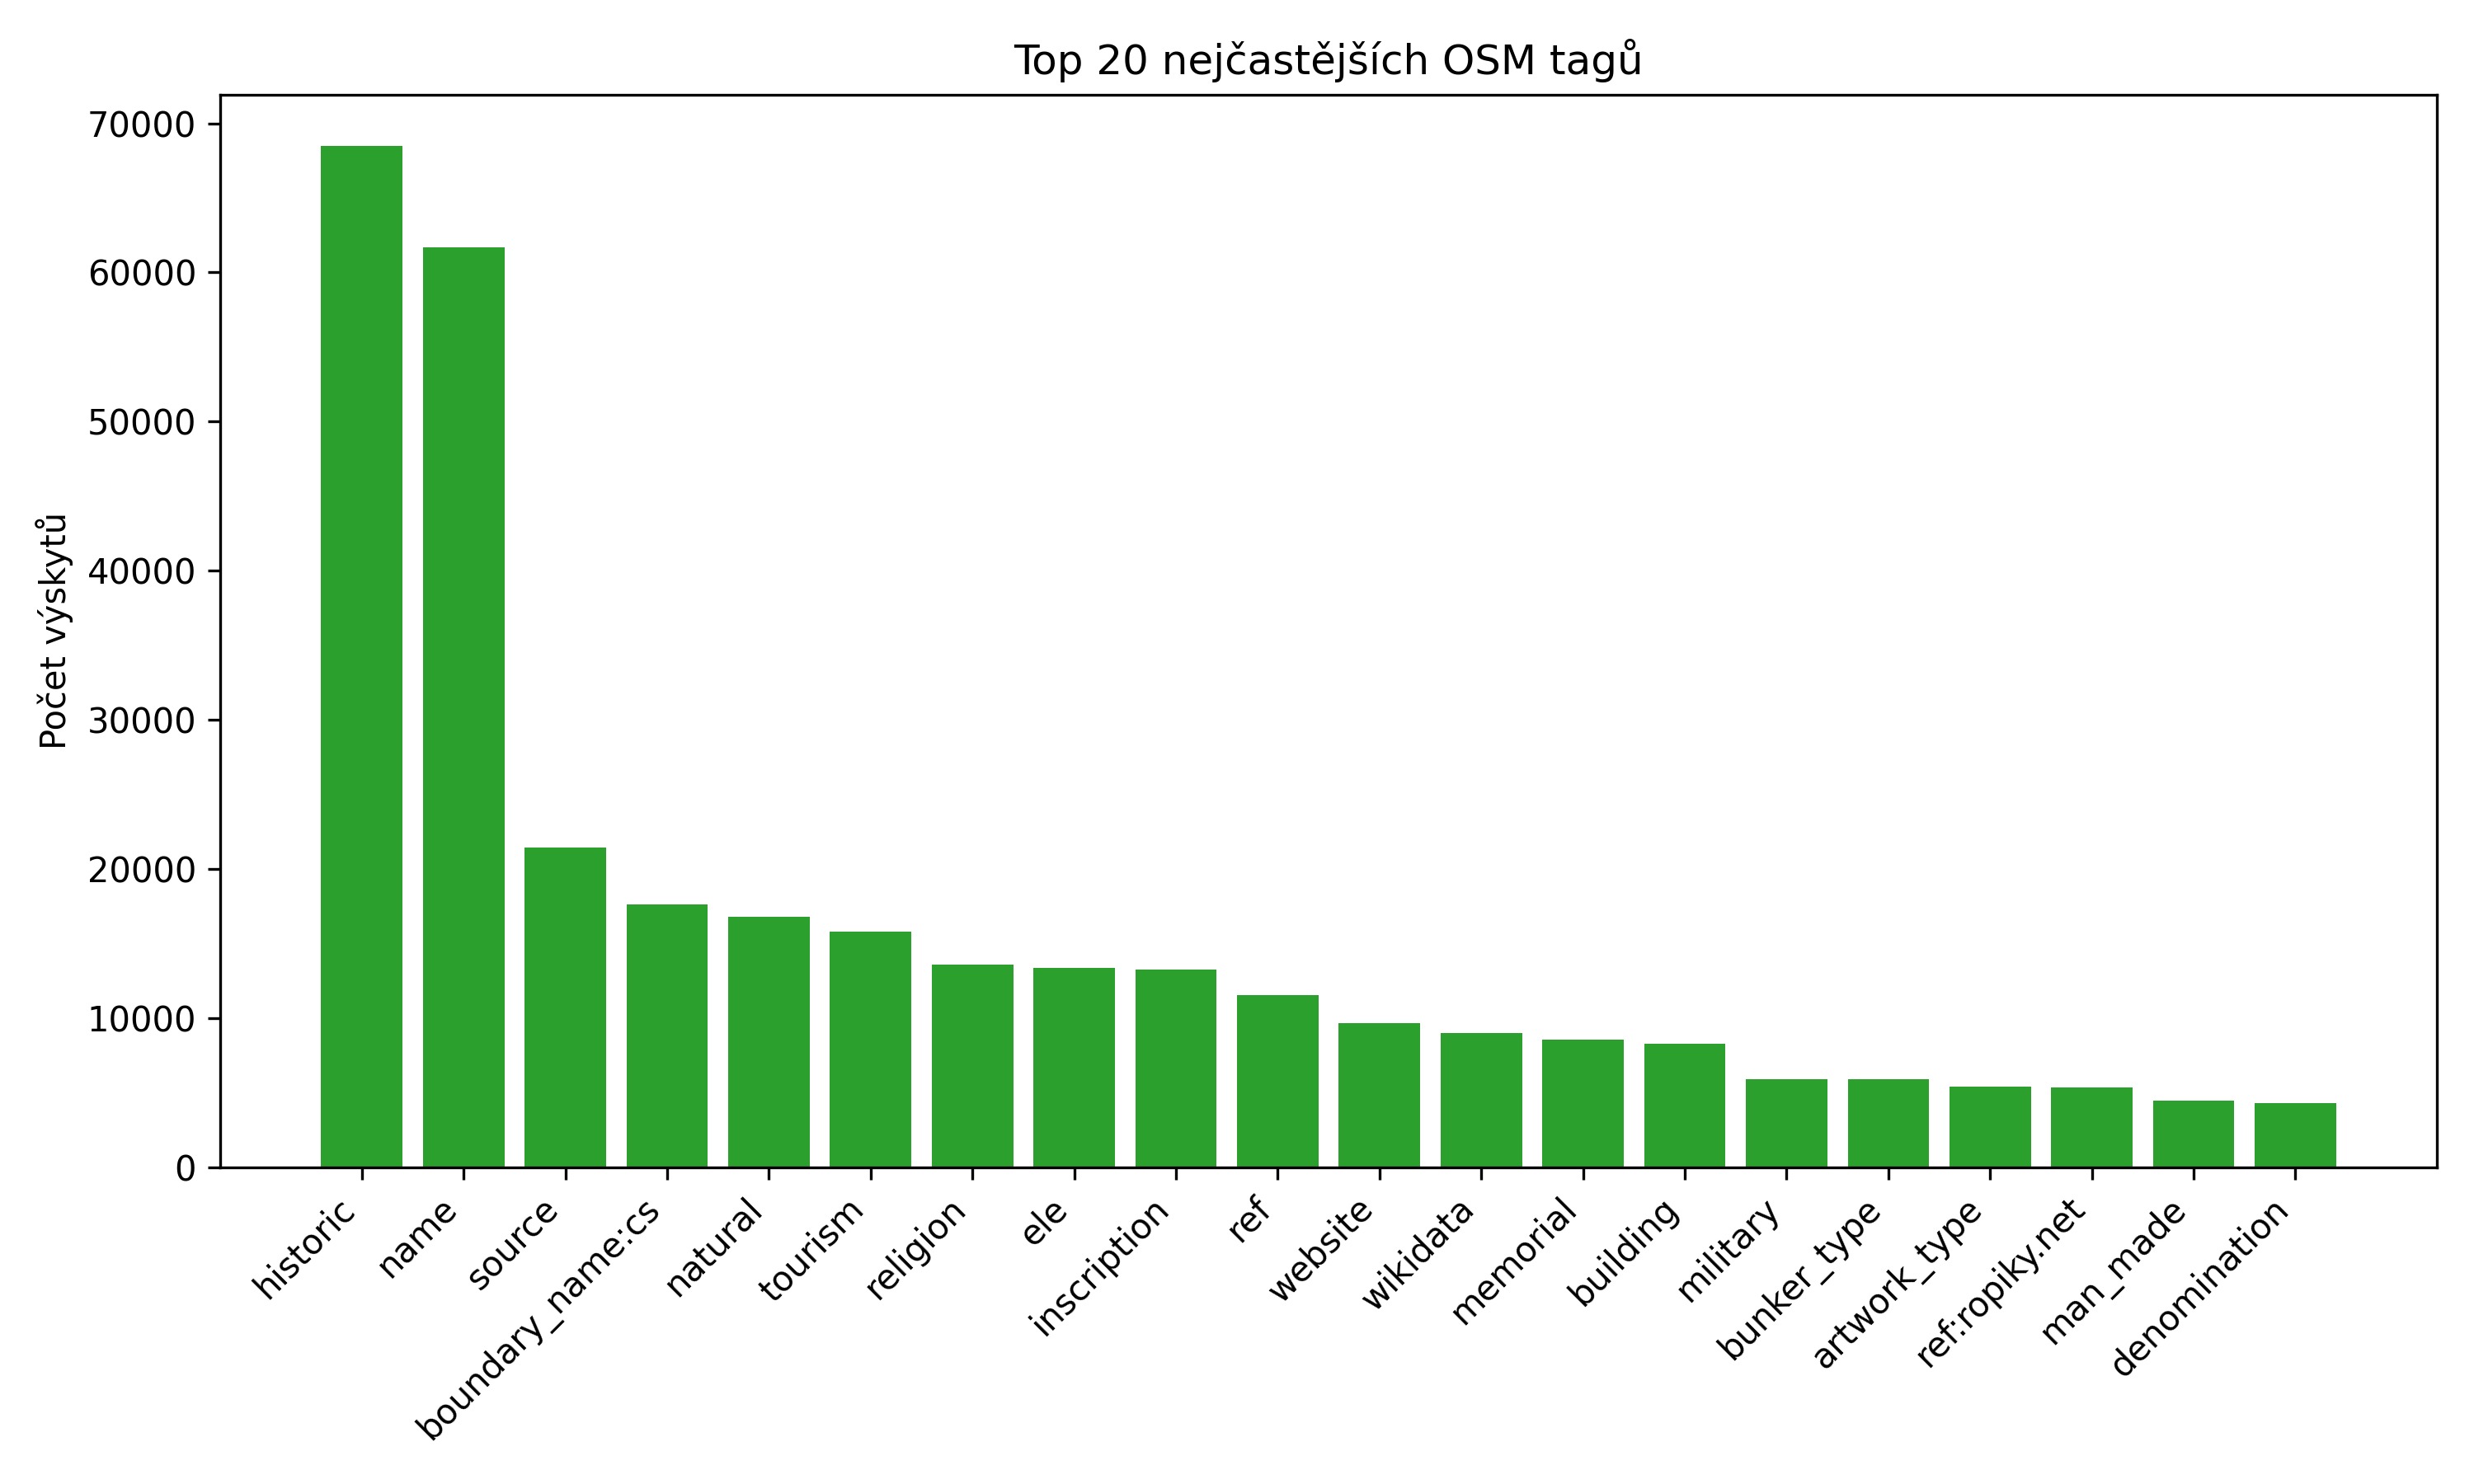 Top 20 nejčastějších OSM tagů
Počet výskytů
70000
60000
50000
40000
30000
20000
10000
0
historic
name
source
boundary_name:cs
natural
tourism
religion
ele
inscription
ref
website
wikidata
memorial
building
military
bunker_type
artwork_type
ref:ropiky.net
man_made
denomination